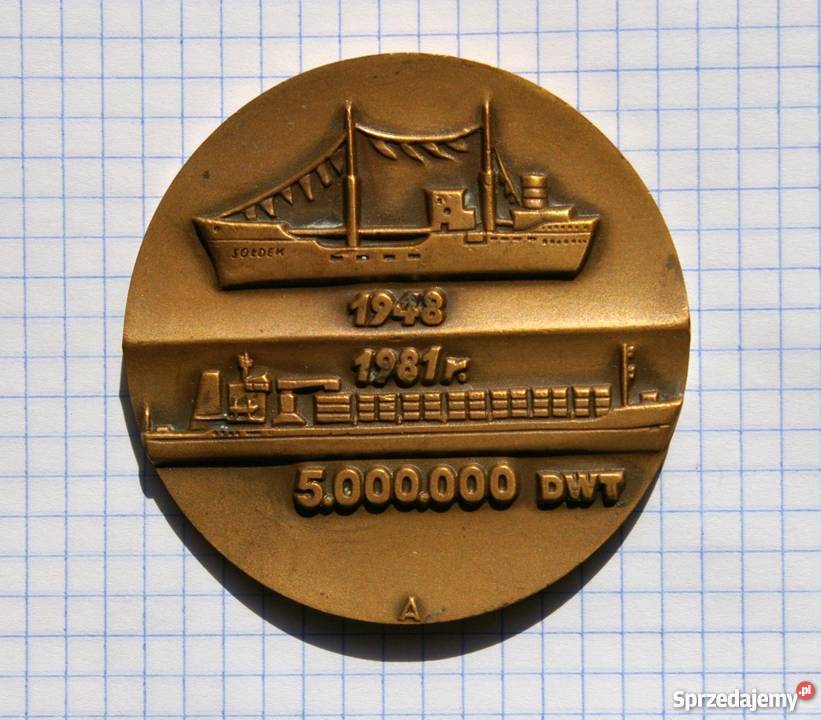 SOŁDEK
1948
1981 r.
5.000.000 DWT
A
Sprzedajemy.pl